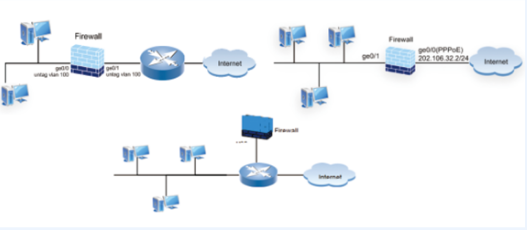 Firewall
ge0/0
untag vlan 100
ge0/1
untag vlan 100
Internet
Firewall
ge0/1
ge0/0(PPPoE)
202.106.32.2/24
Internet
Firewall
Internet